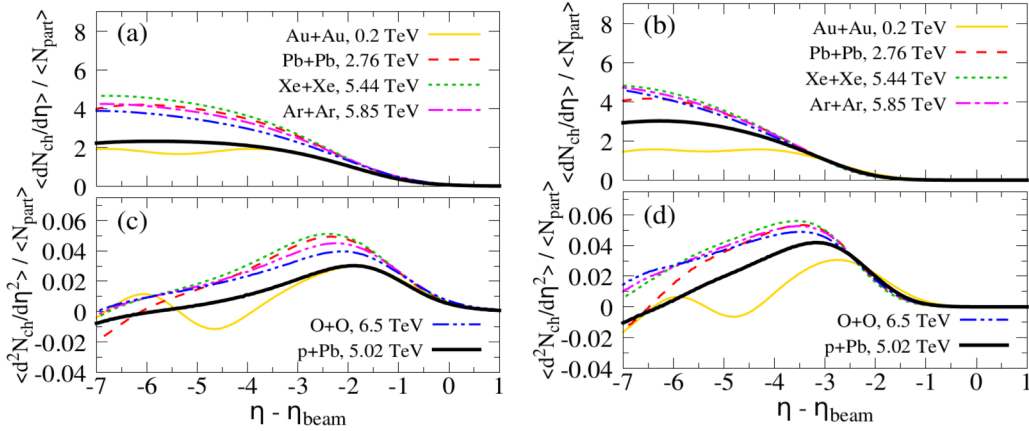 (a)
Au+Au, 0.2 TeV
Pb+Pb, 2.76 TeV
Xe+Xe, 5.44 TeV
Ar+Ar, 5.85 TeV
8
6
4
2
0
<dN_ch/dη> / <N_part>
(c)
O+O, 6.5 TeV
p+Pb, 5.02 TeV
0.06
0.04
0.02
0
-0.02
-0.04
<d²N_ch/dη²> / <N_part>
-7 -6 -5 -4 -3 -2 -1 0 1
η - η_beam
(b)
Au+Au, 0.2 TeV
Pb+Pb, 2.76 TeV
Xe+Xe, 5.44 TeV
Ar+Ar, 5.85 TeV
8
6
4
2
0
<dN_ch/dη> / <N_part>
(d)
O+O, 6.5 TeV
p+Pb, 5.02 TeV
0.06
0.04
0.02
0
-0.02
-0.04
<d²N_ch/dη²> / <N_part>
-7 -6 -5 -4 -3 -2 -1 0 1
η - η_beam